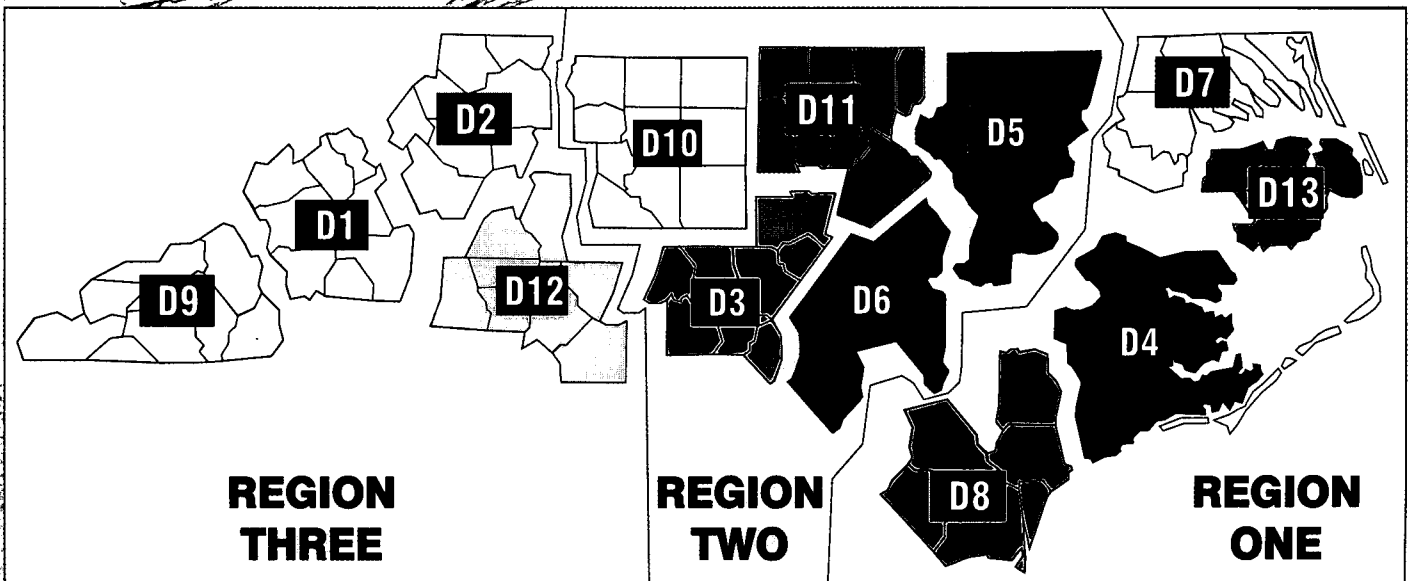 D2
D10
D11
D5
D7
D13
D1
D9
D12
D3
D6
D4
D8
REGION
THREE
REGION
TWO
REGION
ONE